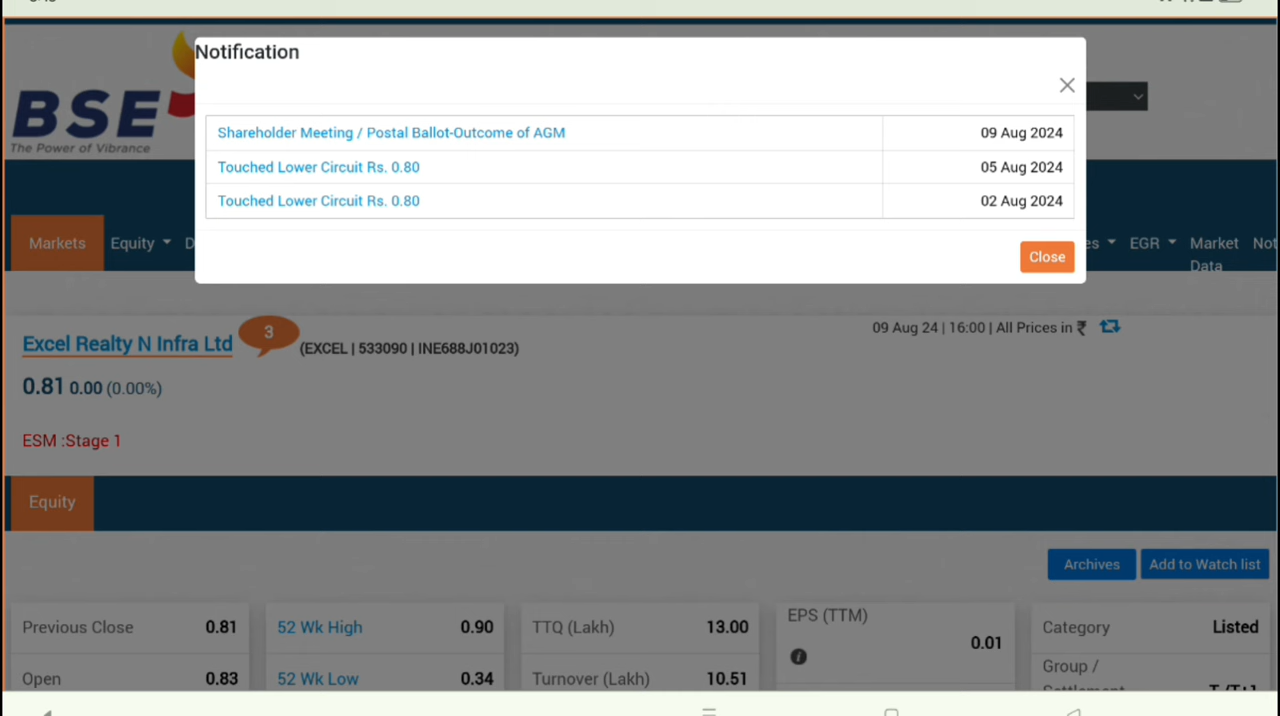 Notification
BSE
The Power of Vibrance
Shareholder Meeting / Postal Ballot-Outcome of AGM 09 Aug 2024
Touched Lower Circuit Rs. 0.80 05 Aug 2024
Touched Lower Circuit Rs. 0.80 02 Aug 2024
Close
Markets Equity D es EGR Market Data Not
Excel Realty N Infra Ltd 3 (EXCEL | 533090 | INE688J01023) 09 Aug 24 | 16:00 | All Prices in ₹
0.81 0.00 (0.00%)
ESM :Stage 1
Equity
Archives Add to Watch list
Previous Close 0.81 52 Wk High 0.90 TTQ (Lakh) 13.00 EPS (TTM) 0.01 Category Listed
Open 0.83 52 Wk Low 0.34 Turnover (Lakh) 10.51 Group /